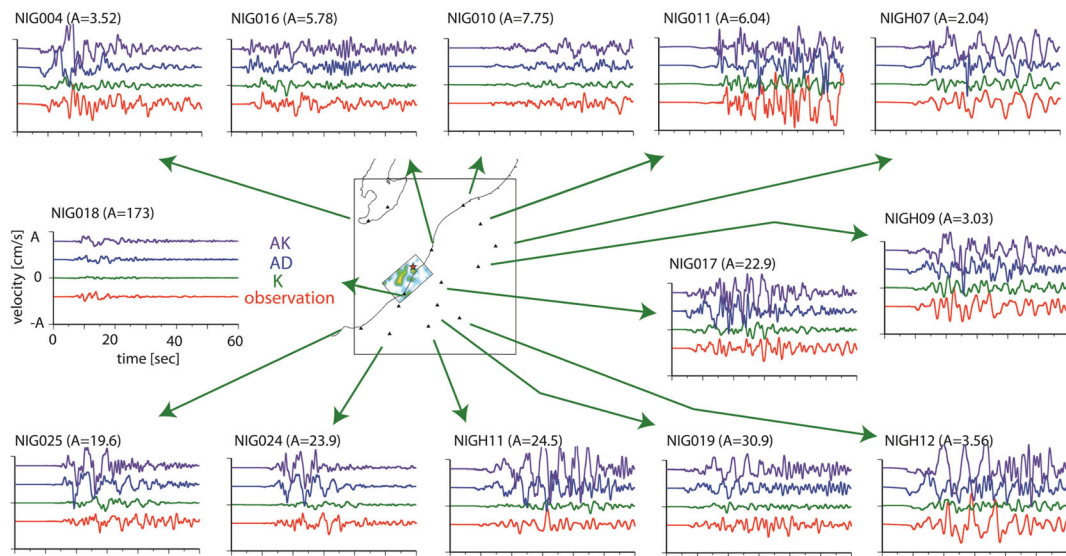 NIG004 (A=3.52)
NIG016 (A=5.78)
NIG010 (A=7.75)
NIG011 (A=6.04)
NIGH07 (A=2.04)
NIG018 (A=173)
A
0
-A
velocity [cm/s]
0 20 40 60
time [sec]
AK
AD
K
observation
NIGH09 (A=3.03)
NIG017 (A=22.9)
NIG025 (A=19.6)
NIG024 (A=23.9)
NIGH11 (A=24.5)
NIG019 (A=30.9)
NIGH12 (A=3.56)